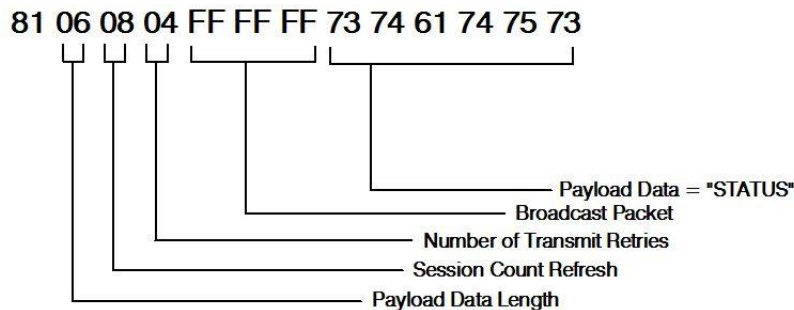 81 06 08 04 FF FF FF 73 74 61 74 75 73
Payload Data = "STATUS"
Broadcast Packet
Number of Transmit Retries
Session Count Refresh
Payload Data Length